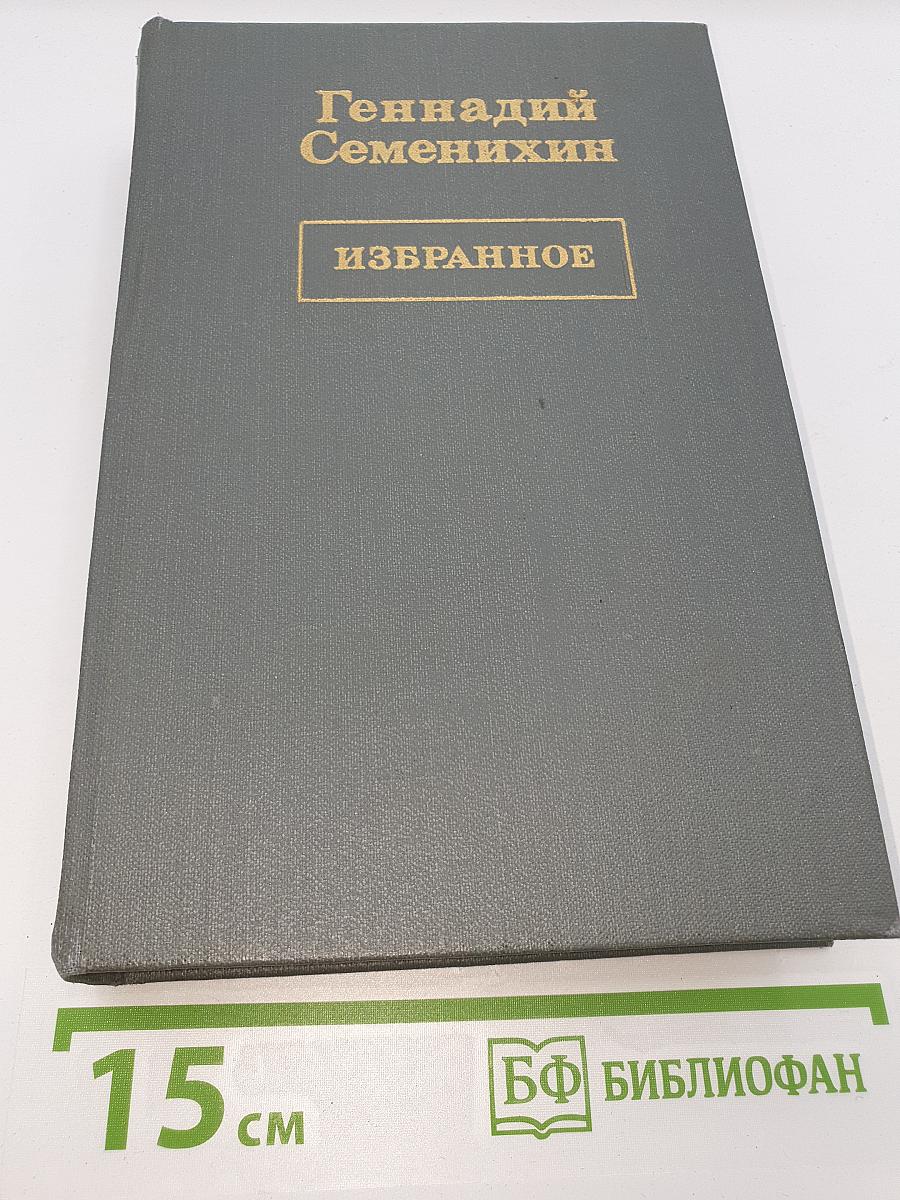 Геннадий
Семенихин
ИЗБРАННОЕ
15 см
БФ БИБЛИОФАН